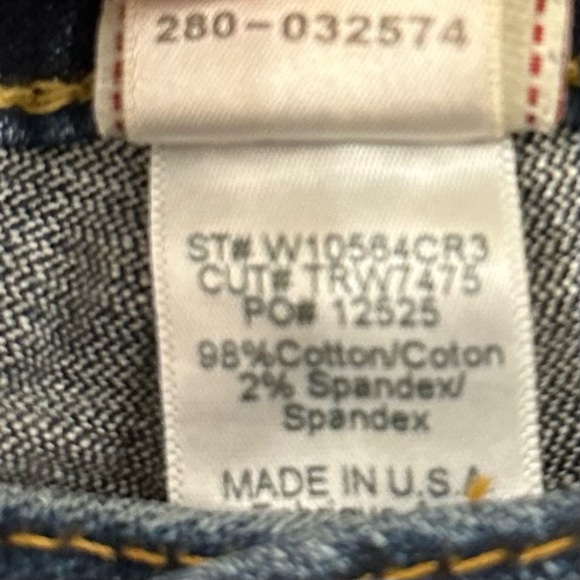 280-032574
ST# W10564CR3
CUT# TRW7475
PO# 12525
98%Cotton/Coton
2% Spandex/
Spandex
MADE IN U.S.A